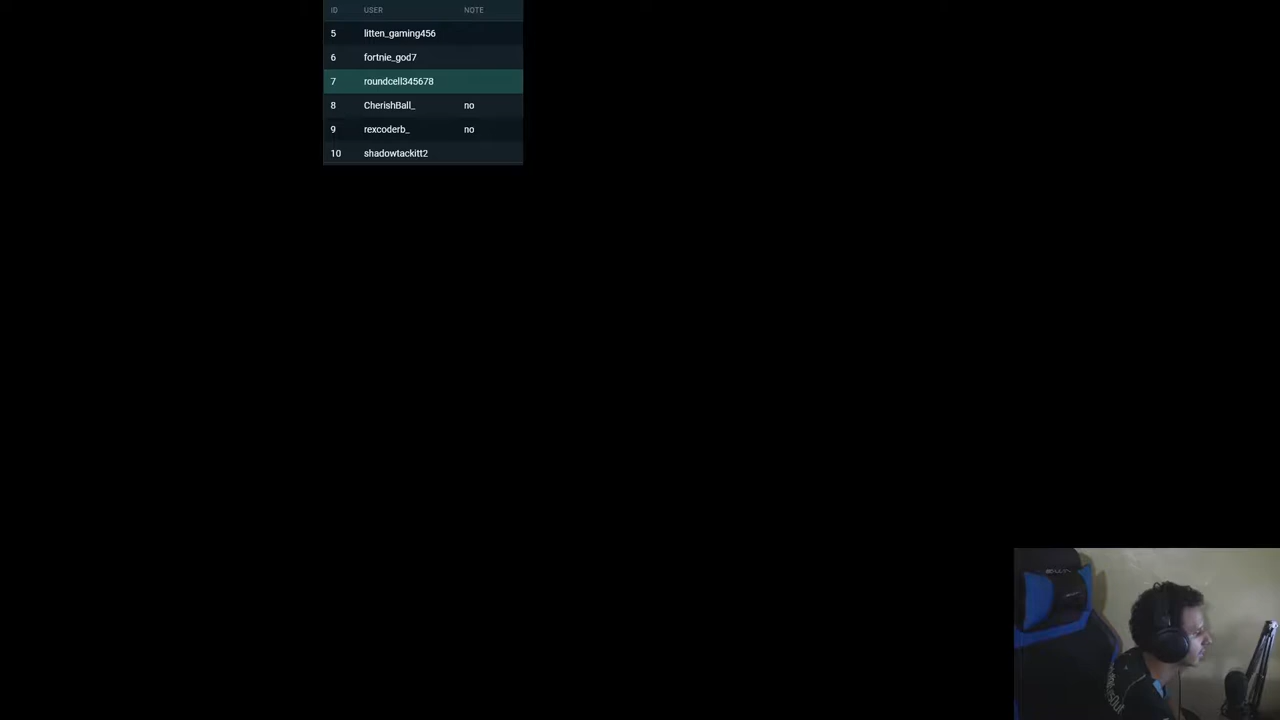 ID USER NOTE
5 litten_gaming456
6 fortnie_god7
7 roundcell345678
8 CherishBall_ no
9 rexcoderb_ no
10 shadowtackitt2